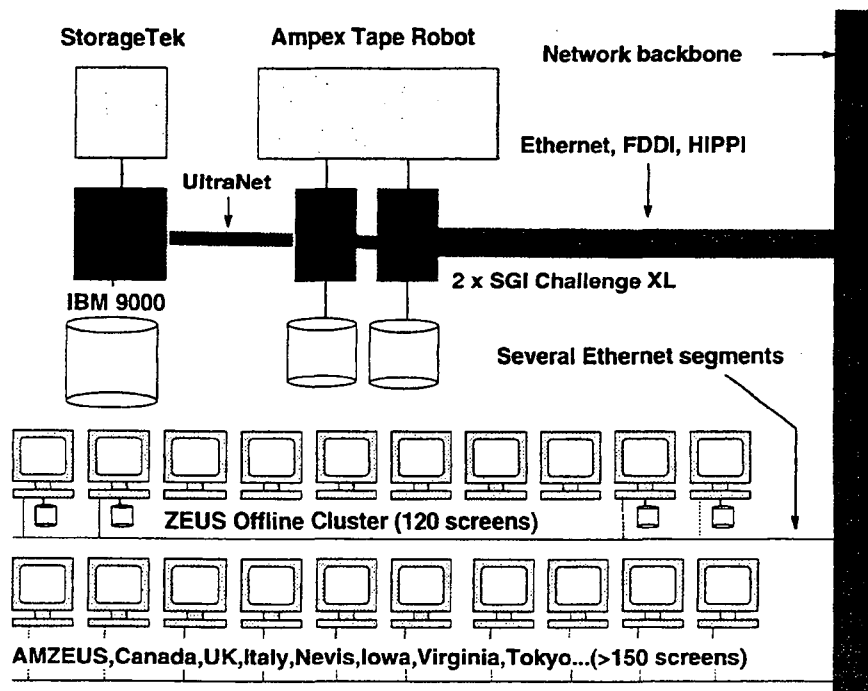 StorageTek
Ampex Tape Robot
Network backbone
Ethernet, FDDI, HIPPI
UltraNet
2 x SGI Challenge XL
IBM 9000
Several Ethernet segments
ZEUS Offline Cluster (120 screens)
AMZEUS,Canada,UK,Italy,Nevis,Iowa,Virginia,Tokyo...(>150 screens)